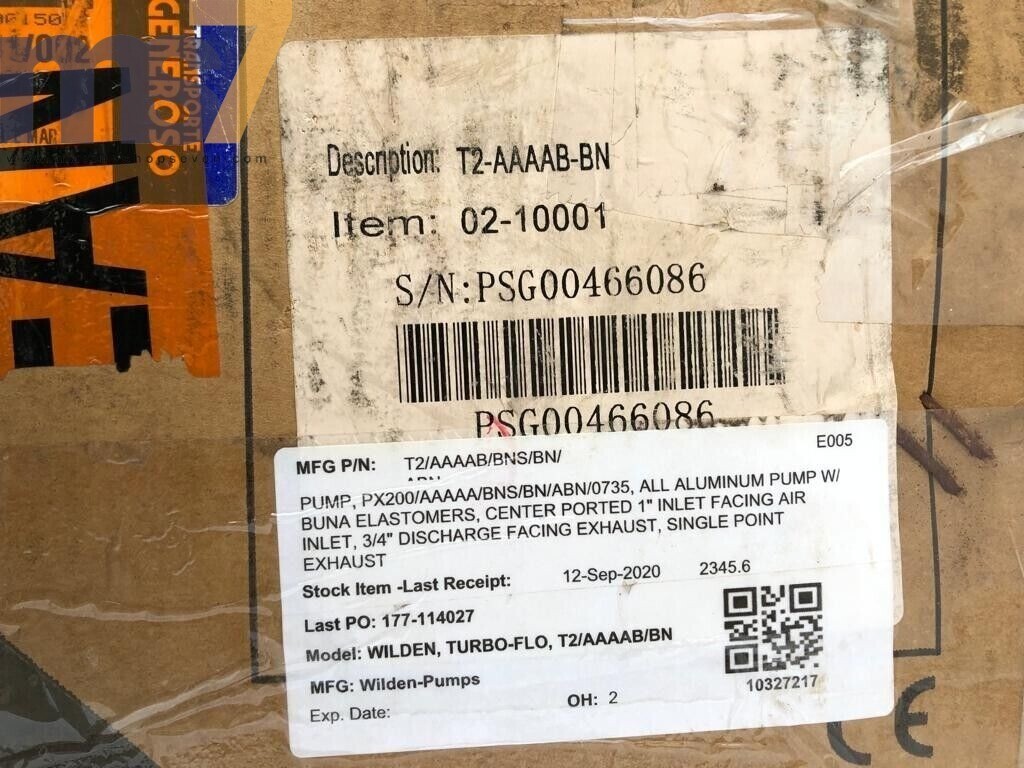 GENEROSO
TRANSPORTE
Description: T2-AAAAB-BN
Item: 02-10001
S/N:PSG00466086
PSG00466086
E005
MFG P/N: T2/AAAAB/BNS/BN/
ABN
PUMP, PX200/AAAAA/BNS/BN/ABN/0735, ALL ALUMINUM PUMP W/
BUNA ELASTOMERS, CENTER PORTED 1" INLET FACING AIR
INLET, 3/4" DISCHARGE FACING EXHAUST, SINGLE POINT
EXHAUST
Stock Item -Last Receipt: 12-Sep-2020 2345.6
Last PO: 177-114027
Model: WILDEN, TURBO-FLO, T2/AAAAB/BN
MFG: Wilden-Pumps
10327217
Exp. Date: OH: 2
CE